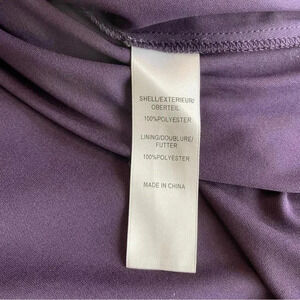 SHELL/EXTERIEUR/
OBERTEIL
100%POLYESTER
LINING/DOUBLURE/
FUTTER
100%POLYESTER
MADE IN CHINA